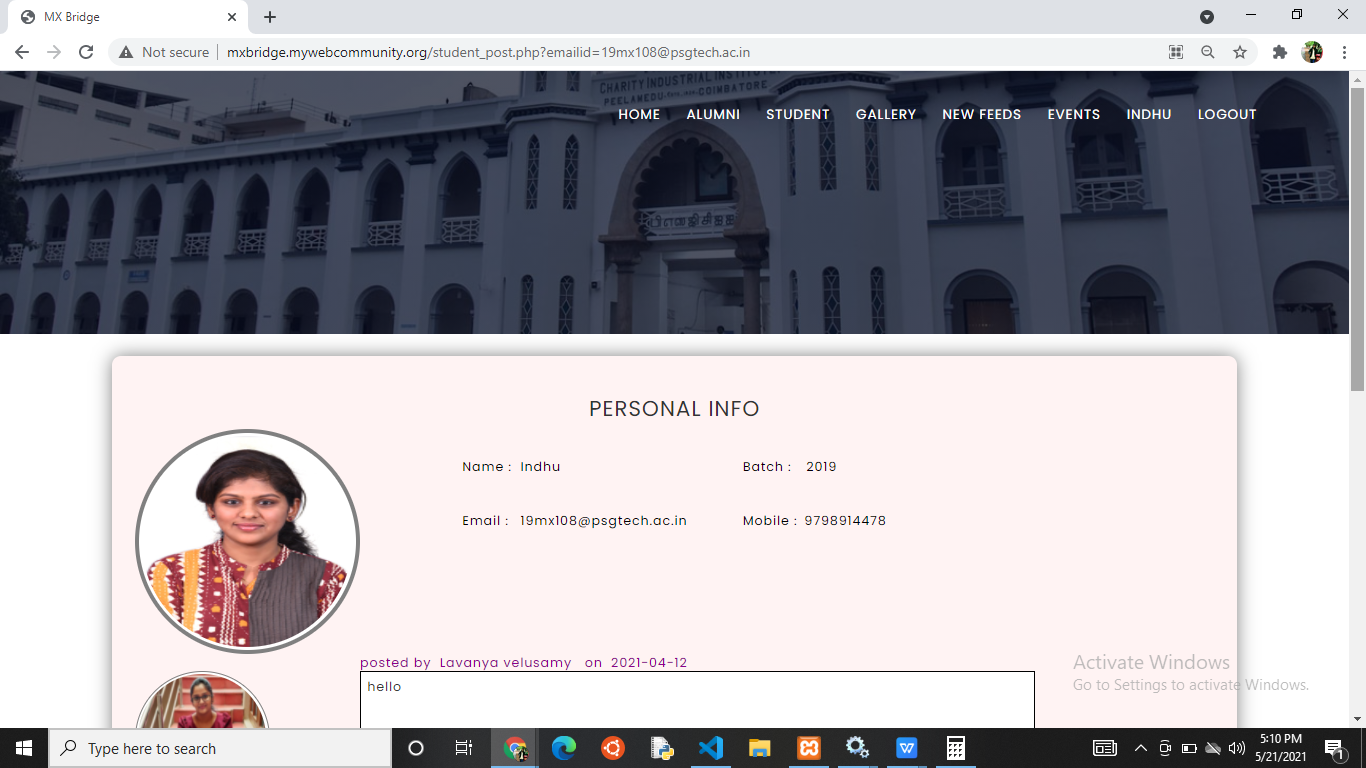 MX Bridge
Not secure
mxbridge.mywebcommunity.org/student_post.php?emailid=19mx108@psgtech.ac.in
CHARITY INDUSTRIAL INSTITUTE
PEELAMEDU COIMBATORE
HOME ALUMNI STUDENT GALLERY NEW FEEDS EVENTS INDHU LOGOUT
PERSONAL INFO
Name : Indhu Batch : 2019
Email : 19mx108@psgtech.ac.in Mobile : 9798914478
posted by Lavanya velusamy on 2021-04-12
hello
Activate Windows
Go to Settings to activate Windows.
Type here to search
5:10 PM
5/21/2021
1